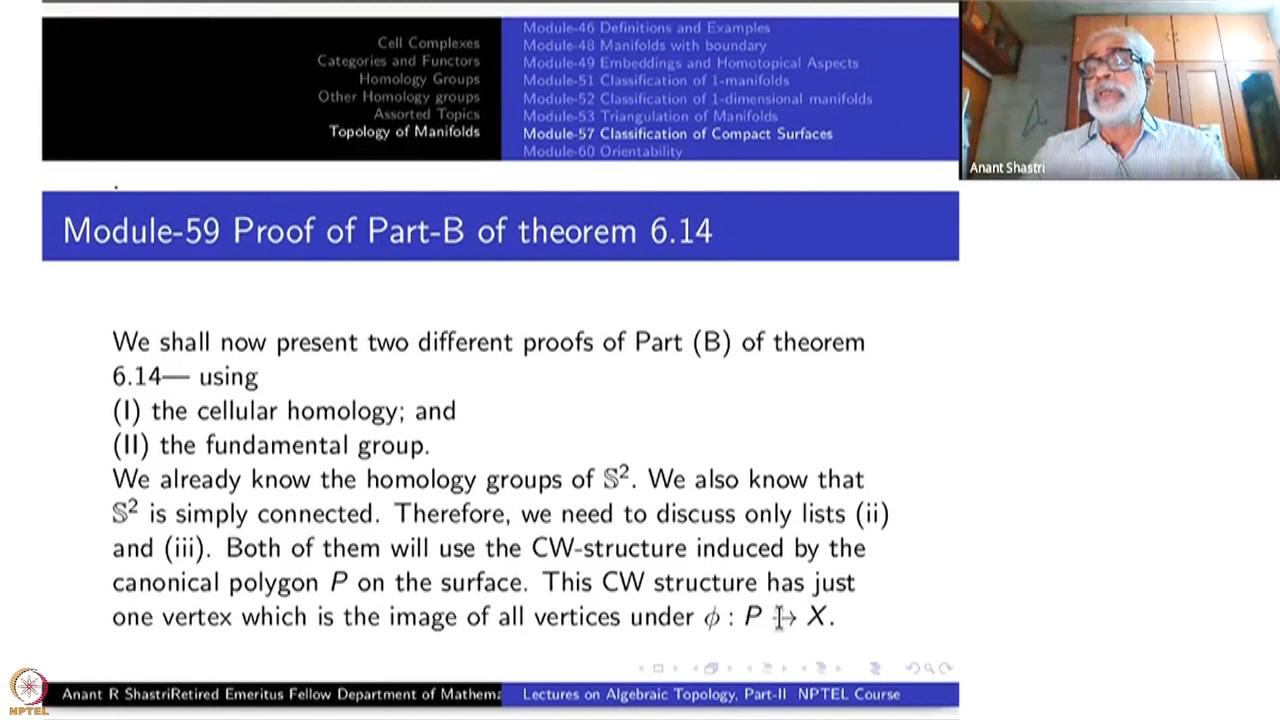 Cell Complexes
Categories and Functors
Homology Groups
Other Homology groups
Assorted Topics
Topology of Manifolds
Module-46 Definitions and Examples
Module-48 Manifolds with boundary
Module-49 Embeddings and Homotopical Aspects
Module-51 Classification of 1-manifolds
Module-52 Classification of 1-dimensional manifolds
Module-53 Triangulation of Manifolds
Module-57 Classification of Compact Surfaces
Module-60 Orientability
Anant Shastri
Module-59 Proof of Part-B of theorem 6.14
We shall now present two different proofs of Part (B) of theorem
6.14— using
(I) the cellular homology; and
(II) the fundamental group.
We already know the homology groups of 𝕊². We also know that
𝕊² is simply connected. Therefore, we need to discuss only lists (ii)
and (iii). Both of them will use the CW-structure induced by the
canonical polygon P on the surface. This CW structure has just
one vertex which is the image of all vertices under ϕ : P → X.
Anant R ShastriRetired Emeritus Fellow Department of Mathema
Lectures on Algebraic Topology, Part-II NPTEL Course
NPTEL